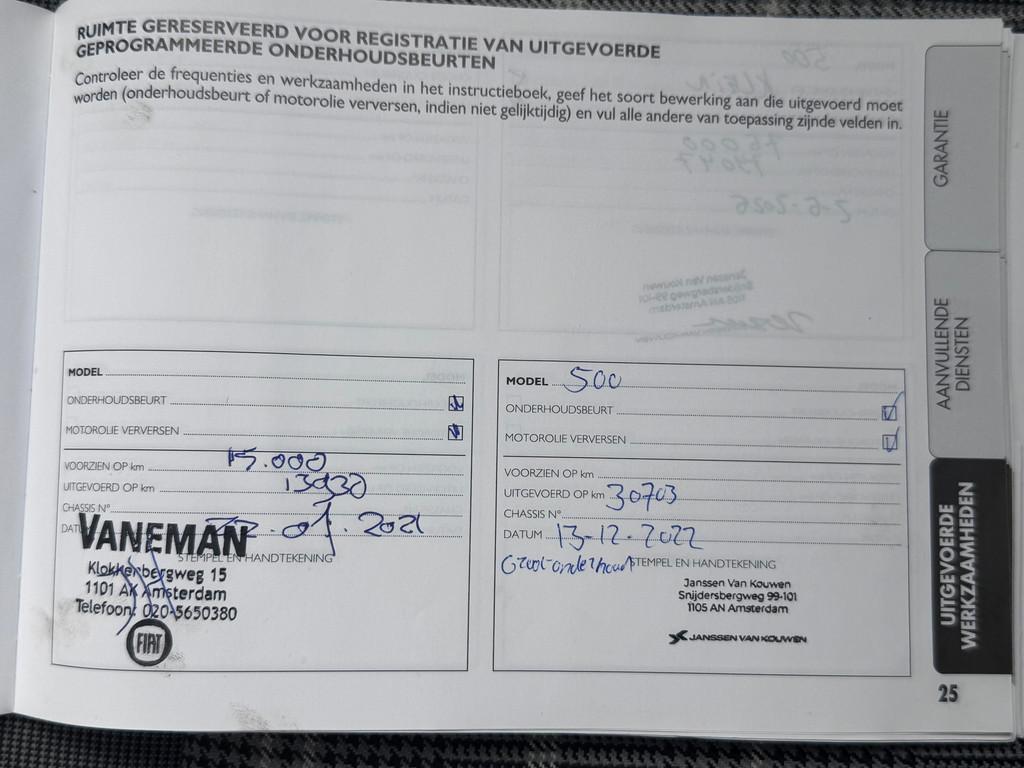 RUIMTE GERESERVEERD VOOR REGISTRATIE VAN UITGEVOERDE
GEPROGRAMMEERDE ONDERHOUDSBEURTEN
Controleer de frequenties en werkzaamheden in het instructieboek, geef het soort bewerking aan die uitgevoerd moet
worden (onderhoudsbeurt of motorolie verversen, indien niet gelijktijdig) en vul alle andere van toepassing zijnde velden in.
MODEL
ONDERHOUDSBEURT
MOTOROLIE VERVERSEN
VOORZIEN OP km 15.000
UITGEVOERD OP km 13930
CHASSIS N°
2021
VANEMAN
STEMPEL EN HANDTEKENING
Klokkenbergweg 15
1101 AK Amsterdam
Telefoon: 020-5650380
FIAT
MODEL 500
ONDERHOUDSBEURT
MOTOROLIE VERVERSEN
VOORZIEN OP km
UITGEVOERD OP km 30703
CHASSIS N°
DATUM 13-12-2022
Groot onderhoud STEMPEL EN HANDTEKENING
Janssen Van Kouwen
Snijdersbergweg 99-101
1105 AN Amsterdam
JANSSEN VAN KOUWEN
GARANTIE
AANVULLENDE
DIENSTEN
UITGEVOERDE
WERKZAAMHEDEN
25